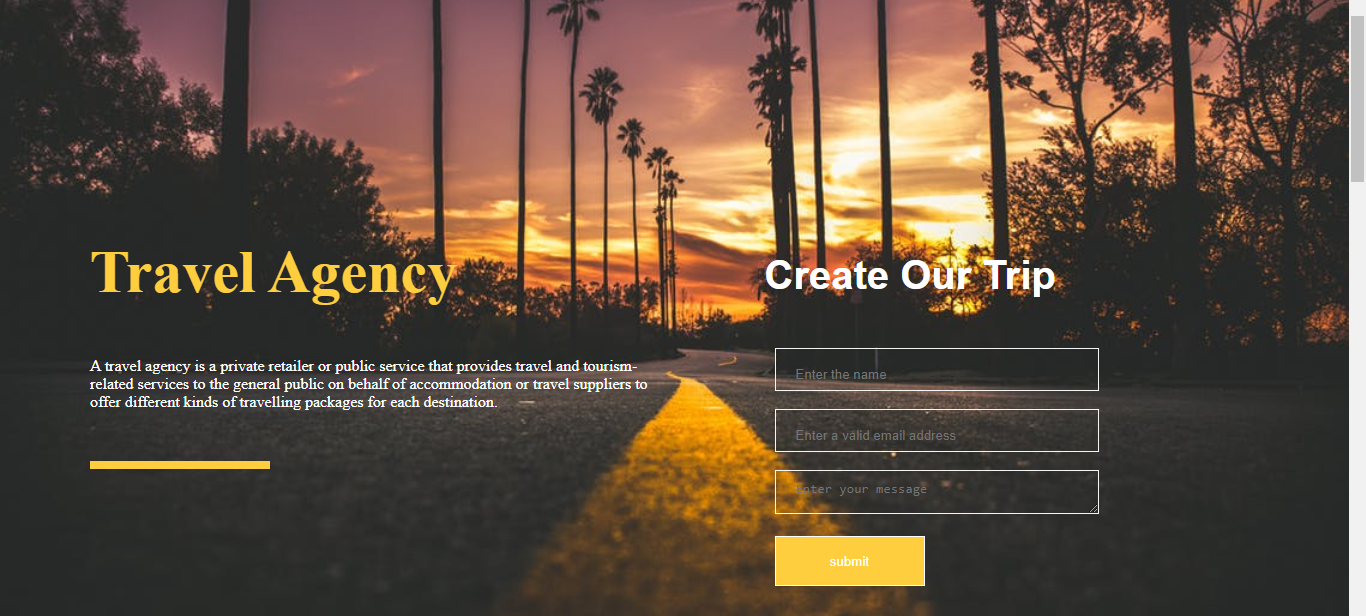 Travel Agency
A travel agency is a private retailer or public service that provides travel and tourism-
related services to the general public on behalf of accommodation or travel suppliers to
offer different kinds of travelling packages for each destination.
Create Our Trip
Enter the name
Enter a valid email address
enter your message
submit